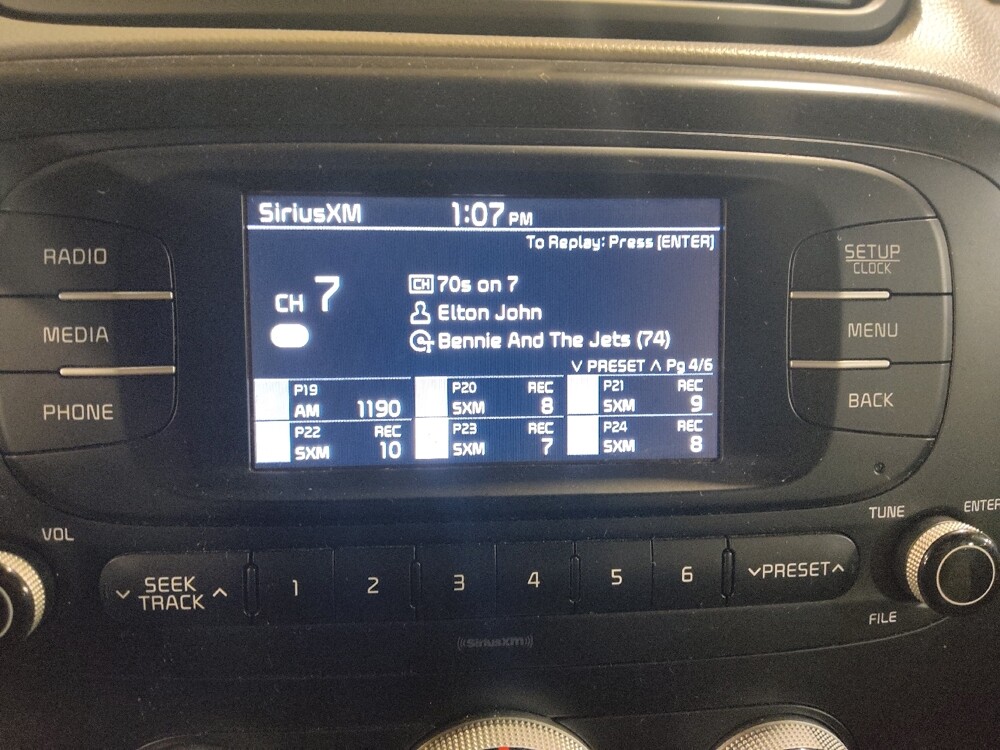 SiriusXM 1:07 PM
To Replay: Press [ENTER]
CH 7
CH 70s on 7
Elton John
Bennie And The Jets (74)
∨ PRESET ∧ Pg 4/6
P19 P20 REC P21 REC
AM 1190 SXM 8 SXM 9
P22 REC P23 REC P24 REC
SXM 10 SXM 7 SXM 8
RADIO
MEDIA
PHONE
SETUP
CLOCK
MENU
BACK
VOL
TUNE
ENTER
FILE
∨ SEEK ∧
TRACK
1 2 3 4 5 6
∨PRESET∧
((SiriusXM))